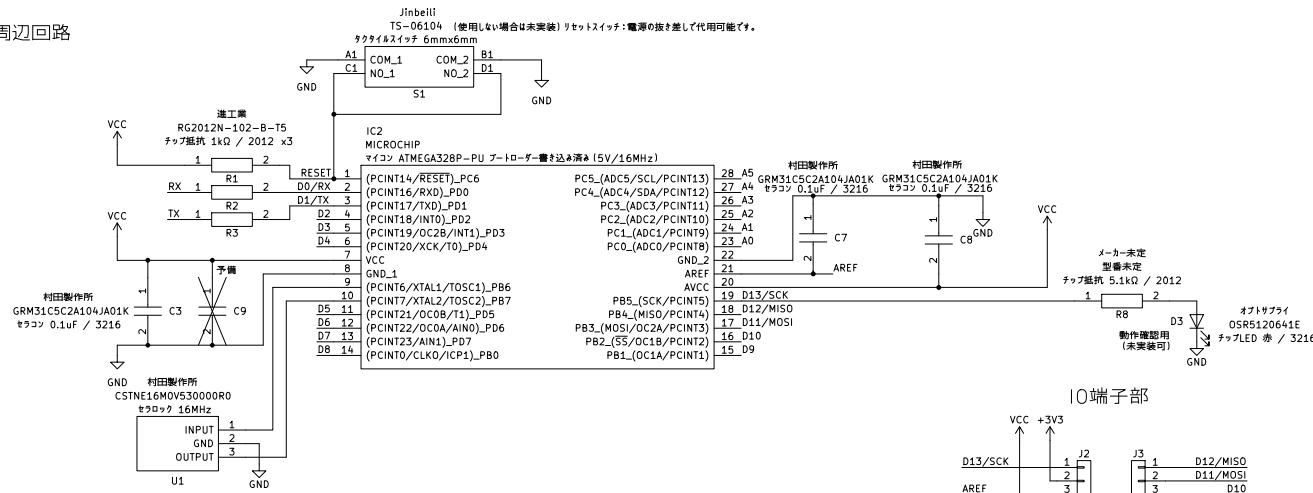 周辺回路
Jinbeili
TS-06104 (使用しない場合は未実装) リセットスイッチ：電源の抜き差しで代用可能です。
タクタイルスイッチ 6mmx6mm
A1 COM_1 COM_2 B1
C1 NO_1 NO_2 D1
GND
S1
GND
進工業
RG2012N-102-B-T5
チップ抵抗 1kΩ / 2012 x3
VCC
1 2
R1
RX 1 2
R2
TX 1 2
R3
IC2
MICROCHIP
マイコン ATMEGA328P-PU ブートローダー書き込み済み (5V/16MHz)
RESET 1 (PCINT14/RESET)_PC6
D0/RX 2 (PCINT16/RXD)_PD0
D1/TX 3 (PCINT17/TXD)_PD1
D2 4 (PCINT18/INT0)_PD2
D3 5 (PCINT19/OC2B/INT1)_PD3
D4 6 (PCINT20/XCK/T0)_PD4
7 VCC
8 GND_1
9 (PCINT6/XTAL1/TOSC1)_PB6
10 (PCINT7/XTAL2/TOSC2)_PB7
D5 11 (PCINT21/OC0B/T1)_PD5
D6 12 (PCINT22/OC0A/AIN0)_PD6
D7 13 (PCINT23/AIN1)_PD7
D8 14 (PCINT0/CLKO/ICP1)_PB0
PC5_(ADC5/SCL/PCINT13) 28 A5
PC4_(ADC4/SDA/PCINT12) 27 A4
PC3_(ADC3/PCINT11) 26 A3
PC2_(ADC2/PCINT10) 25 A2
PC1_(ADC1/PCINT9) 24 A1
PC0_(ADC0/PCINT8) 23 A0
GND_2 22
AREF 21 AREF
AVCC 20
PB5_(SCK/PCINT5) 19 D13/SCK
PB4_(MISO/PCINT4) 18 D12/MISO
PB3_(MOSI/OC2A/PCINT3) 17 D11/MOSI
PB2_(SS/OC1B/PCINT2) 16 D10
PB1_(OC1A/PCINT1) 15 D9
VCC
村田製作所
GRM31C5C2A104JA01K
セラコン 0.1uF / 3216
1
C3
2
予備
1
C9
2
GND
村田製作所
CSTNE16M0V530000R0
セラロック 16MHz
INPUT 1
GND 2
OUTPUT 3
U1
GND
村田製作所
GRM31C5C2A104JA01K
セラコン 0.1uF / 3216
1
C7
2
村田製作所
GRM31C5C2A104JA01K
セラコン 0.1uF / 3216
1
C8
2
GND
VCC
メーカー未定
型番未定
チップ抵抗 5.1kΩ / 2012
1 2
R8
D3
動作確認用
(未実装可)
オプトサプライ
OSR5120641E
チップLED 赤 / 3216
GND
IO端子部
VCC +3V3
J2
D13/SCK 1
2
AREF 3
J3
1 D12/MISO
2 D11/MOSI
3 D10